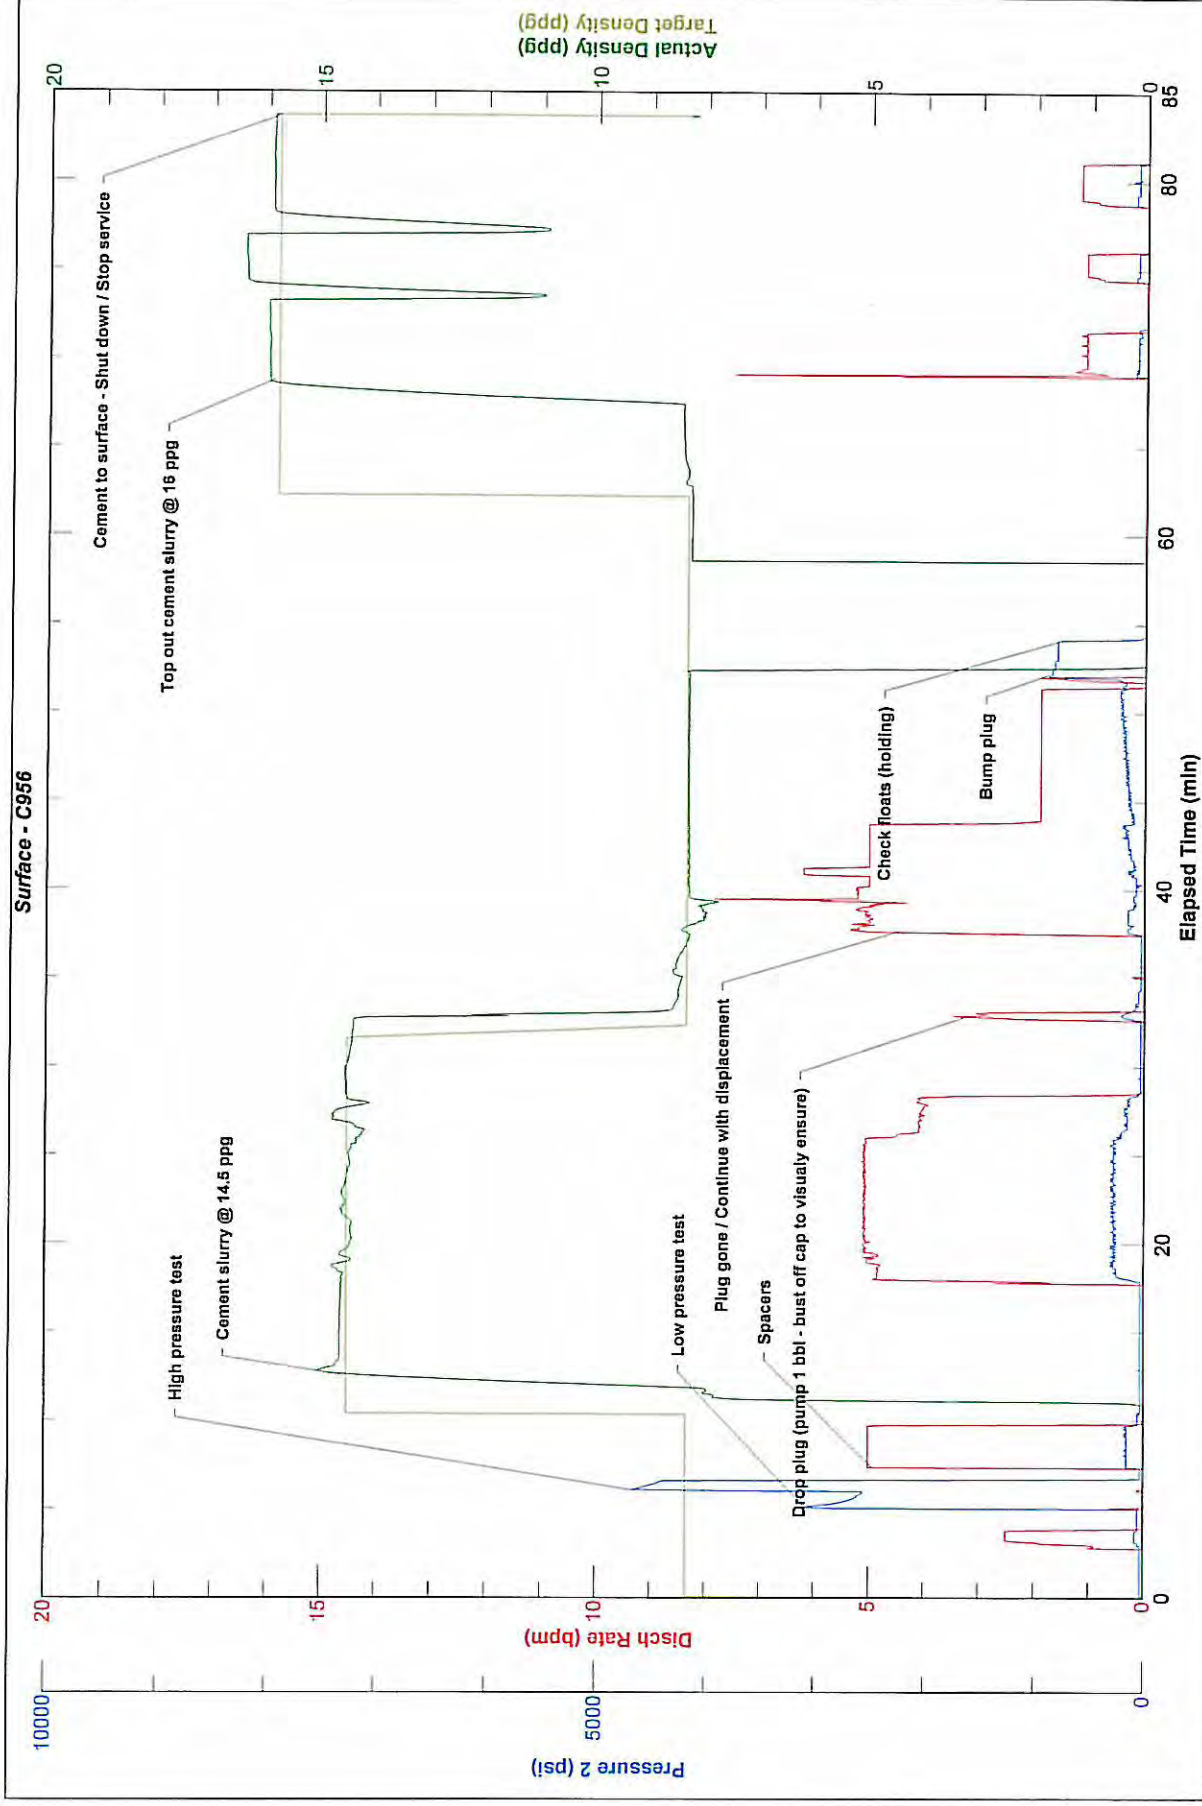 Surface - C956
High pressure test
Cement slurry @ 14.5 ppg
Low pressure test
Spacers
Drop plug (pump 1 bbl - bust off cap to visualy ensure)
Plug gone / Continue with displacement
Check floats (holding)
Bump plug
Top out cement slurry @ 16 ppg
Cement to surface - Shut down / Stop service
Pressure 2 (psi)
10000
5000
0
Disch Rate (bpm)
20
15
10
5
0
Elapsed Time (min)
0
20
40
60
80
85
Actual Density (ppg)
Target Density (ppg)
20
15
10
5
0